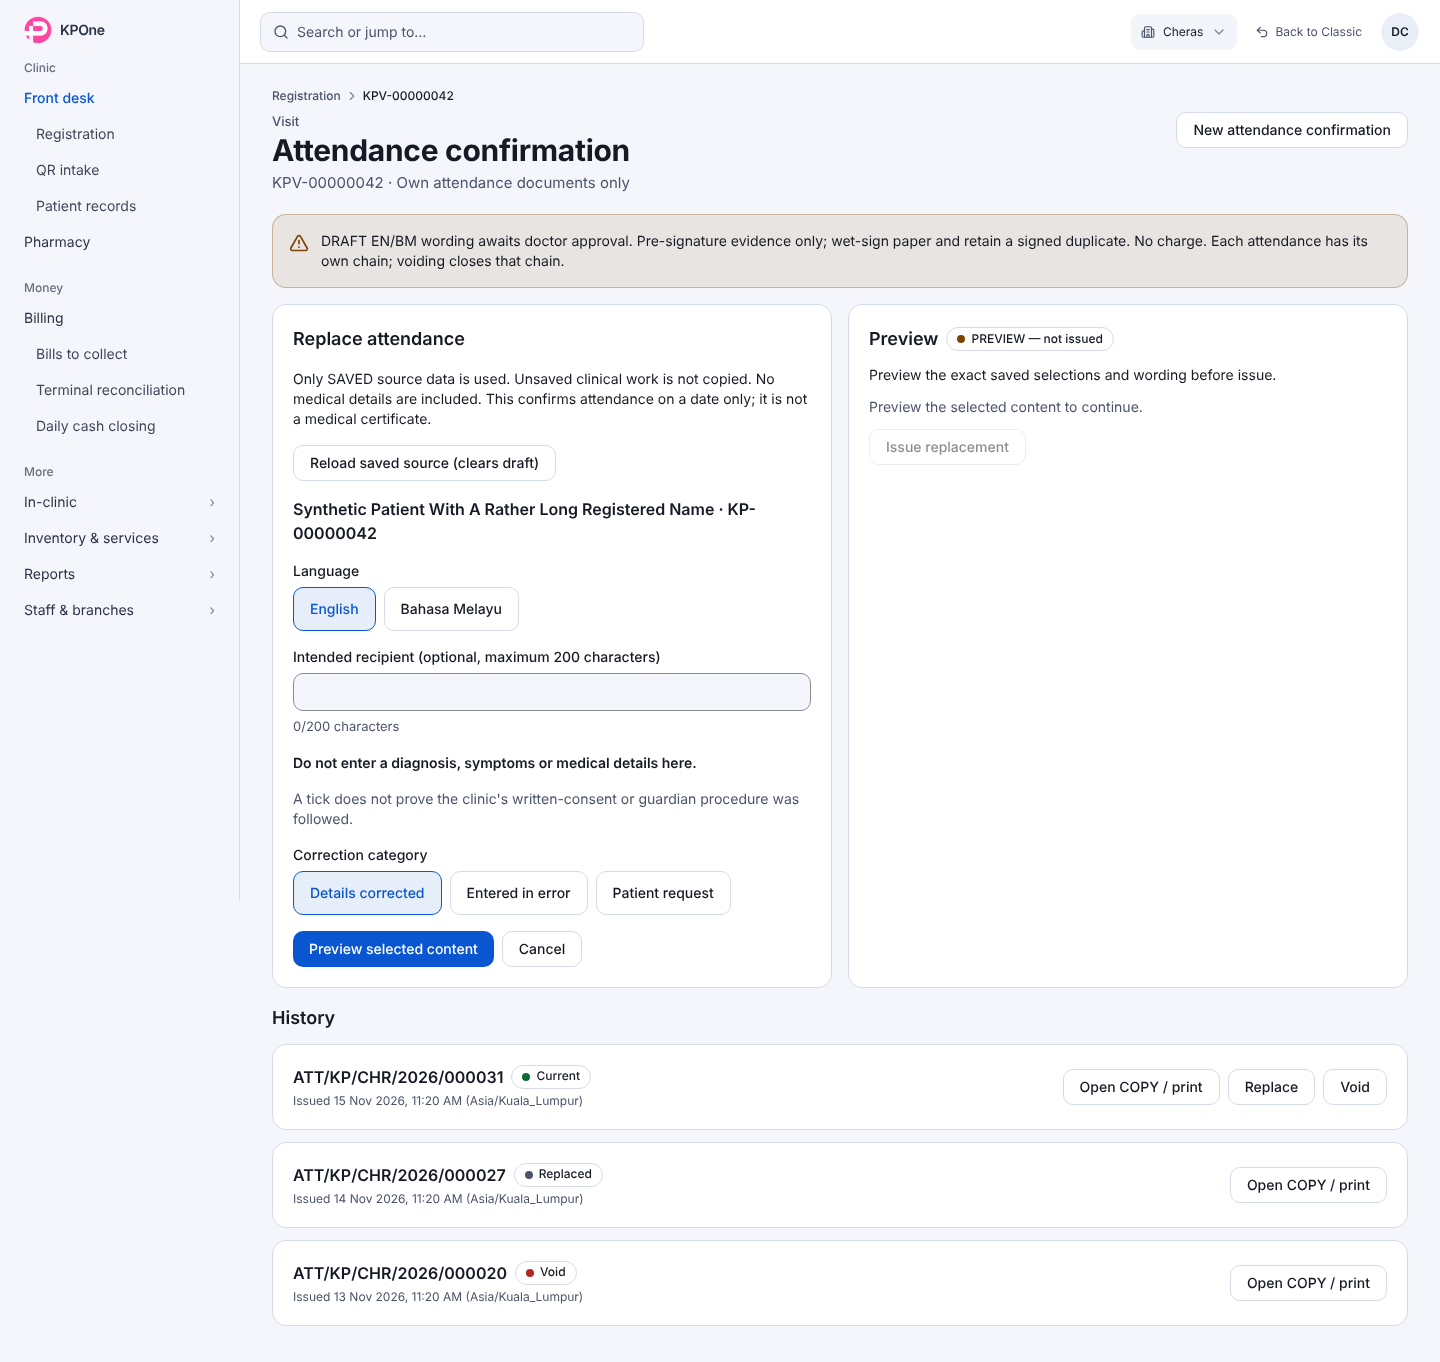 KPOne
Search or jump to...
Cheras
Back to Classic
DC
Clinic
Front desk
Registration
QR intake
Patient records
Pharmacy
Money
Billing
Bills to collect
Terminal reconciliation
Daily cash closing
More
In-clinic
Inventory & services
Reports
Staff & branches
Registration > KPV-00000042
Visit
Attendance confirmation
KPV-00000042 · Own attendance documents only
New attendance confirmation
DRAFT EN/BM wording awaits doctor approval. Pre-signature evidence only; wet-sign paper and retain a signed duplicate. No charge. Each attendance has its
own chain; voiding closes that chain.
Replace attendance
Only SAVED source data is used. Unsaved clinical work is not copied. No
medical details are included. This confirms attendance on a date only; it is not
a medical certificate.
Reload saved source (clears draft)
Synthetic Patient With A Rather Long Registered Name · KP-
00000042
Language
English
Bahasa Melayu
Intended recipient (optional, maximum 200 characters)
0/200 characters
Do not enter a diagnosis, symptoms or medical details here.
A tick does not prove the clinic's written-consent or guardian procedure was
followed.
Correction category
Details corrected
Entered in error
Patient request
Preview selected content
Cancel
Preview
PREVIEW — not issued
Preview the exact saved selections and wording before issue.
Preview the selected content to continue.
Issue replacement
History
ATT/KP/CHR/2026/000031
Current
Issued 15 Nov 2026, 11:20 AM (Asia/Kuala_Lumpur)
Open COPY / print
Replace
Void
ATT/KP/CHR/2026/000027
Replaced
Issued 14 Nov 2026, 11:20 AM (Asia/Kuala_Lumpur)
Open COPY / print
ATT/KP/CHR/2026/000020
Void
Issued 13 Nov 2026, 11:20 AM (Asia/Kuala_Lumpur)
Open COPY / print